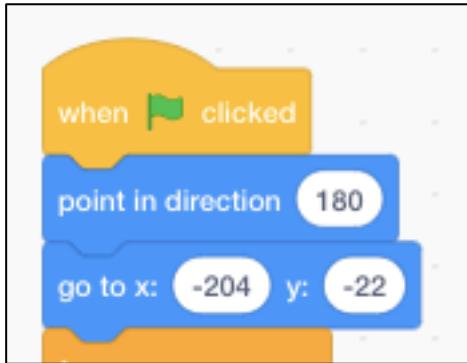 when clicked
point in direction 180
go to x: -204 y: -22